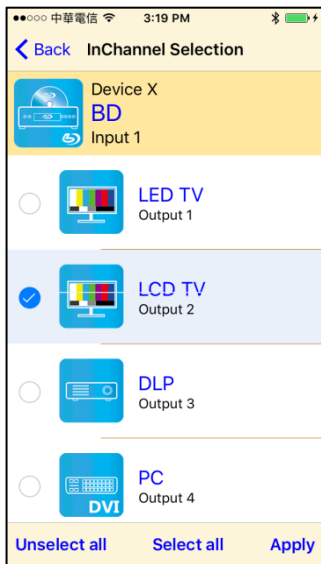 中華電信 3:19 PM
Back InChannel Selection
Device X
BD
Input 1
LED TV
Output 1
LCD TV
Output 2
DLP
Output 3
PC
Output 4
DVI
Unselect all Select all Apply